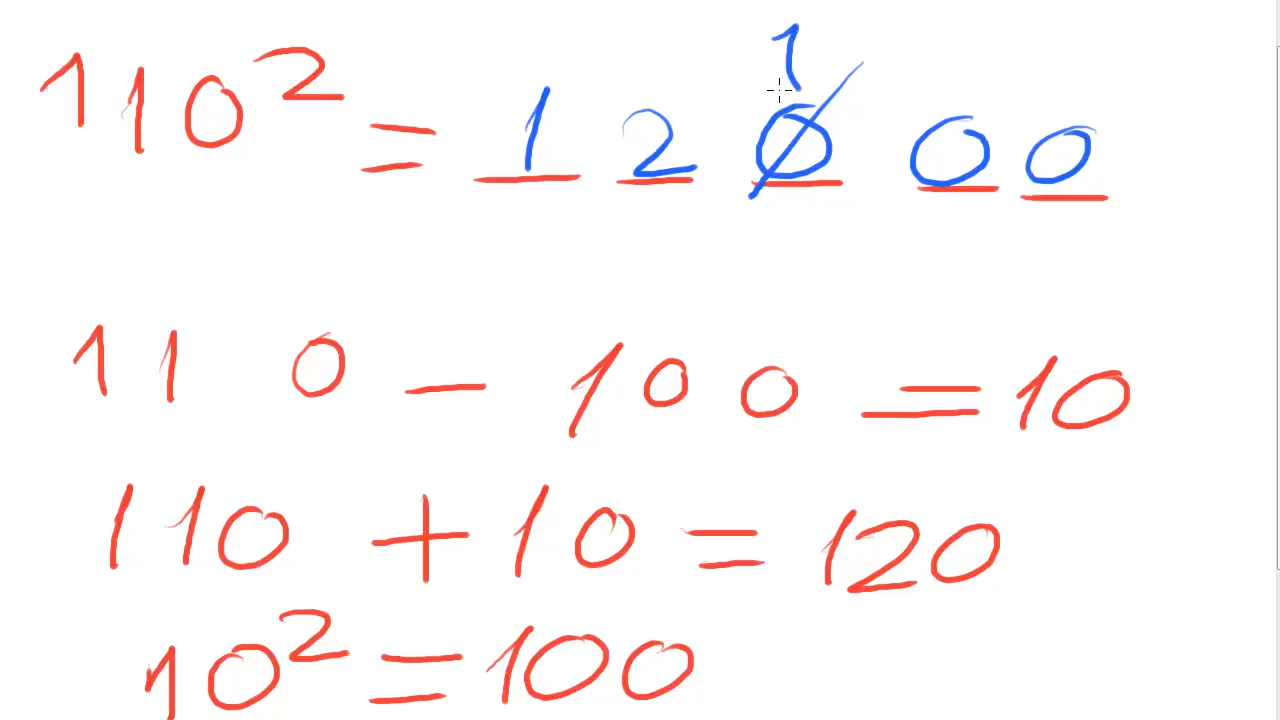 1
110² = 12000
110 - 100 = 10
110 + 10 = 120
10² = 100